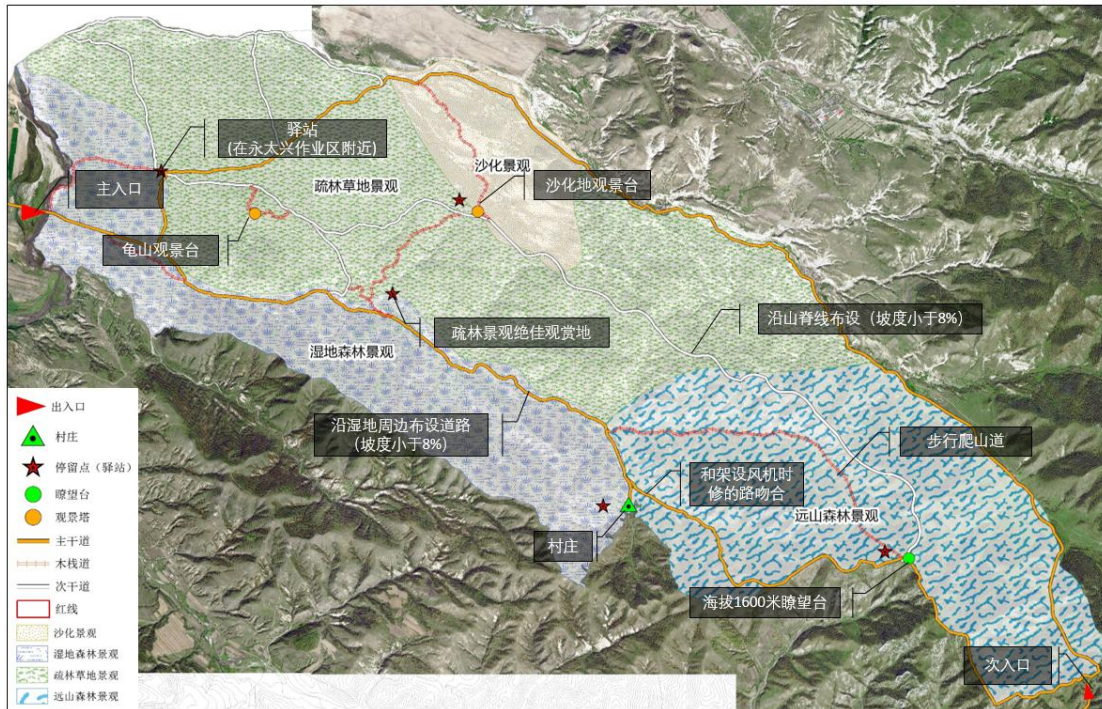 驿站
(在永太兴作业区附近)
沙化景观
主入口
疏林草地景观
沙化地观景台
龟山观景台
沿山脊线布设（坡度小于8%）
疏林景观绝佳观赏地
湿地森林景观
沿湿地周边布设道路
（坡度小于8%）
步行爬山道
和架设风机时
修的路吻合
远山森林景观
村庄
海拔1600米瞭望台
次入口
出入口
村庄
停留点（驿站）
瞭望台
观景塔
主干道
木栈道
次干道
红线
沙化景观
湿地森林景观
疏林草地景观
远山森林景观